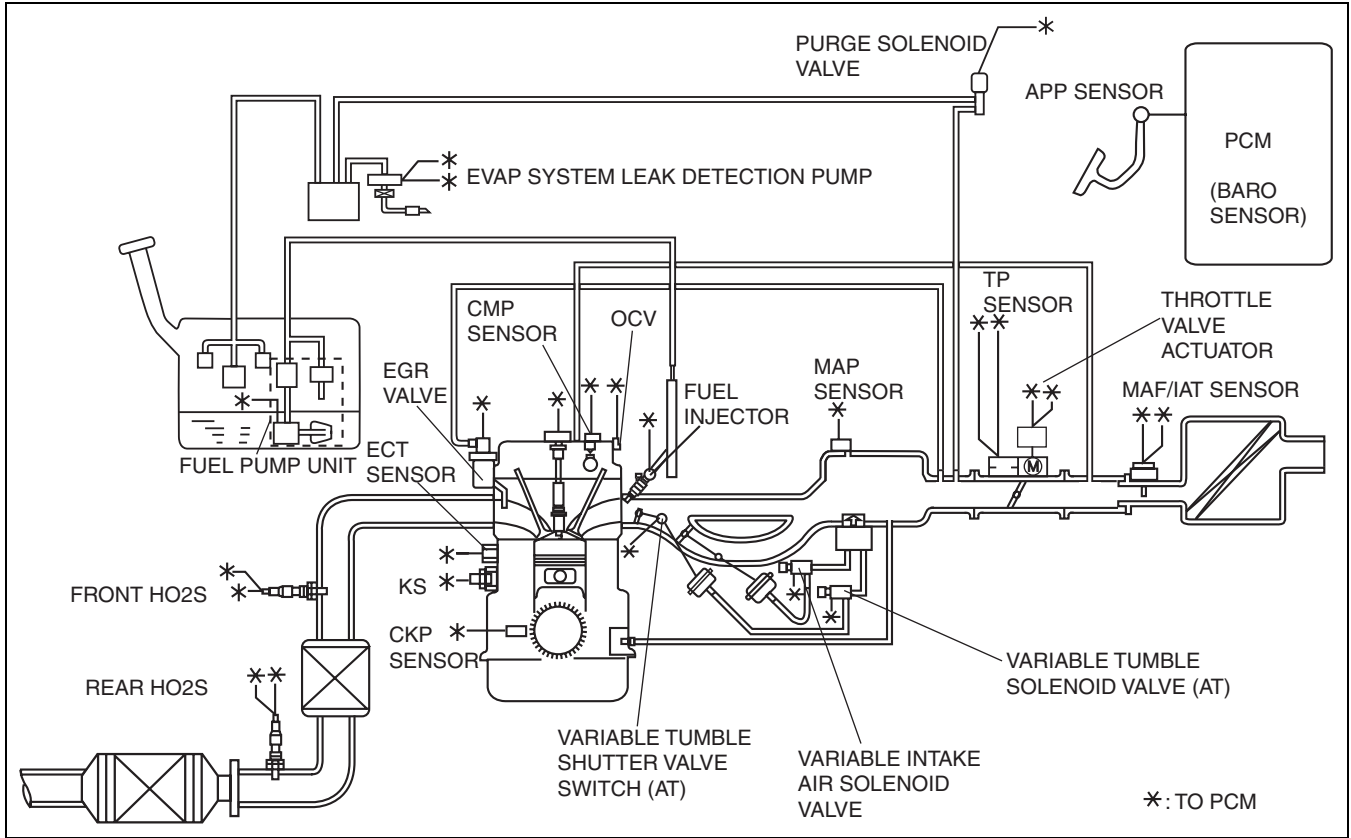 PURGE SOLENOID
VALVE
APP SENSOR
PCM
(BARO
SENSOR)
EVAP SYSTEM LEAK DETECTION PUMP
CMP
SENSOR
OCV
TP
SENSOR
THROTTLE
VALVE
ACTUATOR
EGR
VALVE
FUEL
INJECTOR
MAP
SENSOR
MAF/IAT SENSOR
M
FUEL PUMP UNIT
ECT
SENSOR
KS
FRONT HO2S
CKP
SENSOR
REAR HO2S
VARIABLE TUMBLE
SOLENOID VALVE (AT)
VARIABLE TUMBLE
SHUTTER VALVE
SWITCH (AT)
VARIABLE INTAKE
AIR SOLENOID
VALVE
*: TO PCM